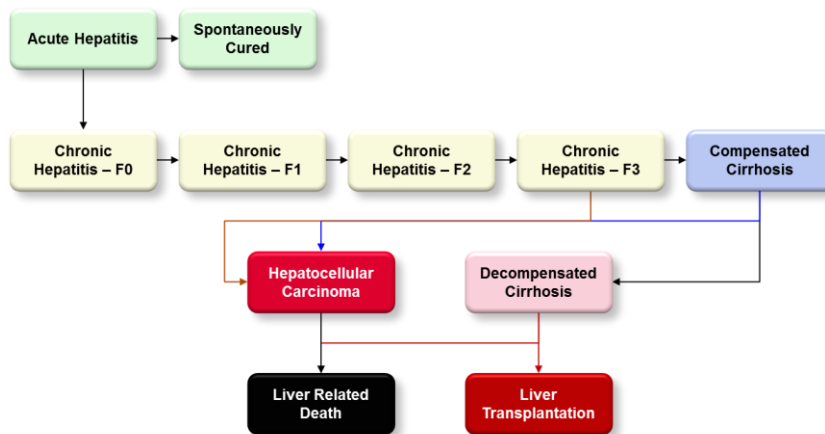 Acute Hepatitis
Spontaneously
Cured
Chronic
Hepatitis – F0
Chronic
Hepatitis – F1
Chronic
Hepatitis – F2
Chronic
Hepatitis – F3
Compensated
Cirrhosis
Hepatocellular
Carcinoma
Decompensated
Cirrhosis
Liver Related
Death
Liver
Transplantation